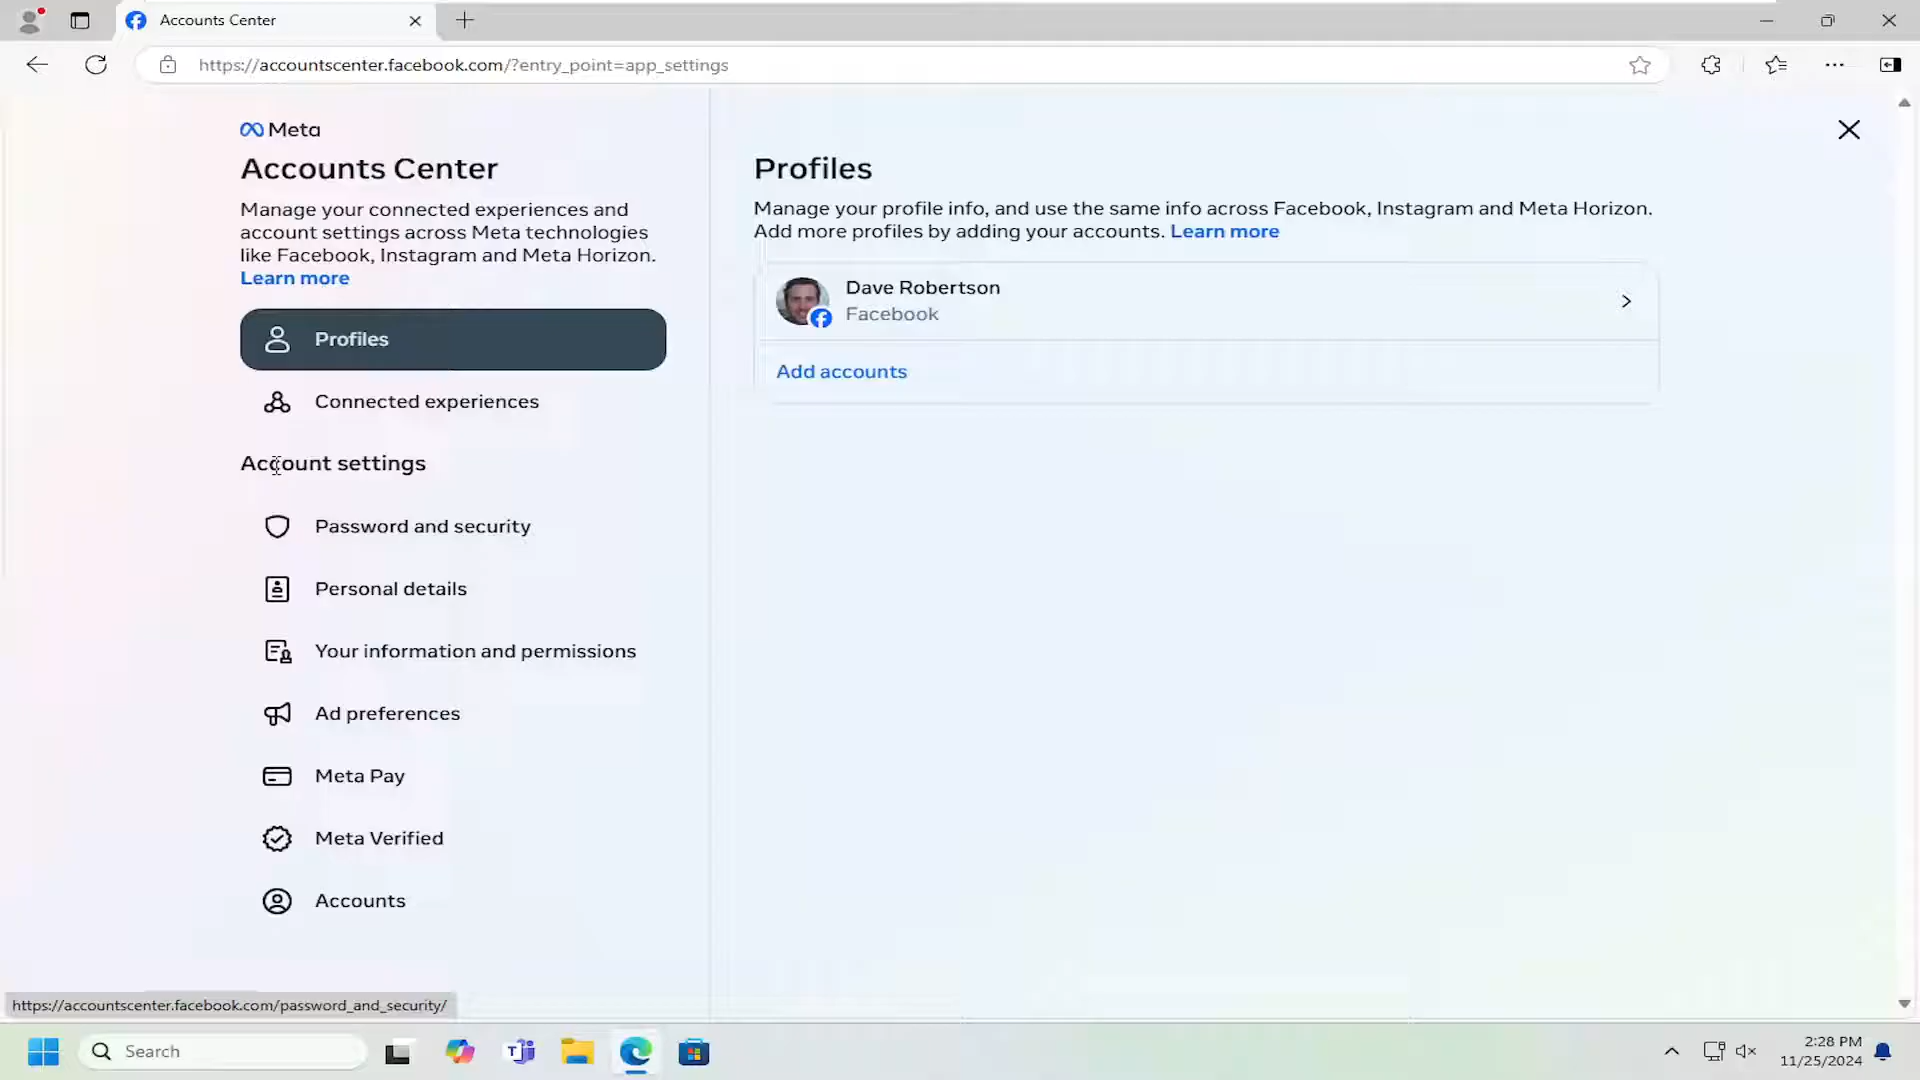 Accounts Center
https://accountscenter.facebook.com/?entry_point=app_settings
Meta
Accounts Center
Manage your connected experiences and
account settings across Meta technologies
like Facebook, Instagram and Meta Horizon.
Learn more
Profiles
Connected experiences
Account settings
Password and security
Personal details
Your information and permissions
Ad preferences
Meta Pay
Meta Verified
Accounts
Profiles
Manage your profile info, and use the same info across Facebook, Instagram and Meta Horizon.
Add more profiles by adding your accounts. Learn more
Dave Robertson
Facebook
Add accounts
https://accountscenter.facebook.com/password_and_security/
Search
2:28 PM
11/25/2024